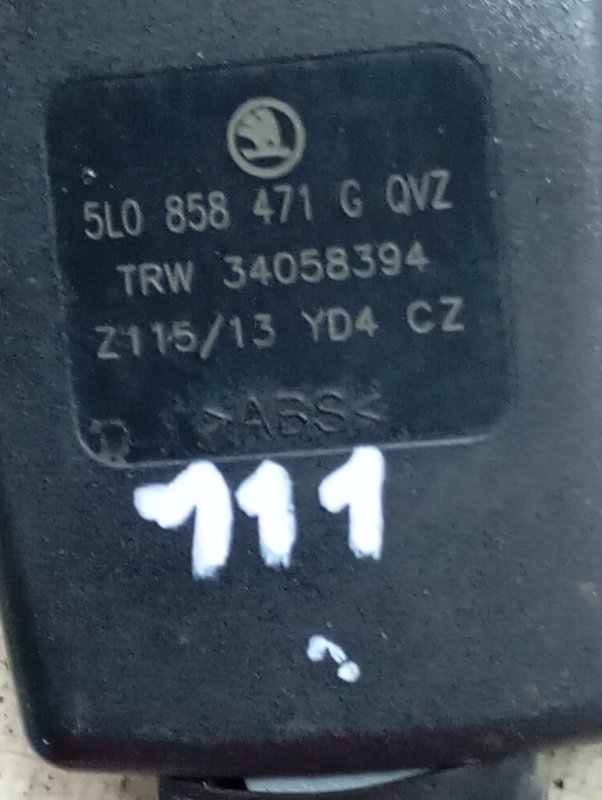 5L0 858 471 G QVZ
TRW 34058394
Z115/13 YD4 CZ
>ABS<
111